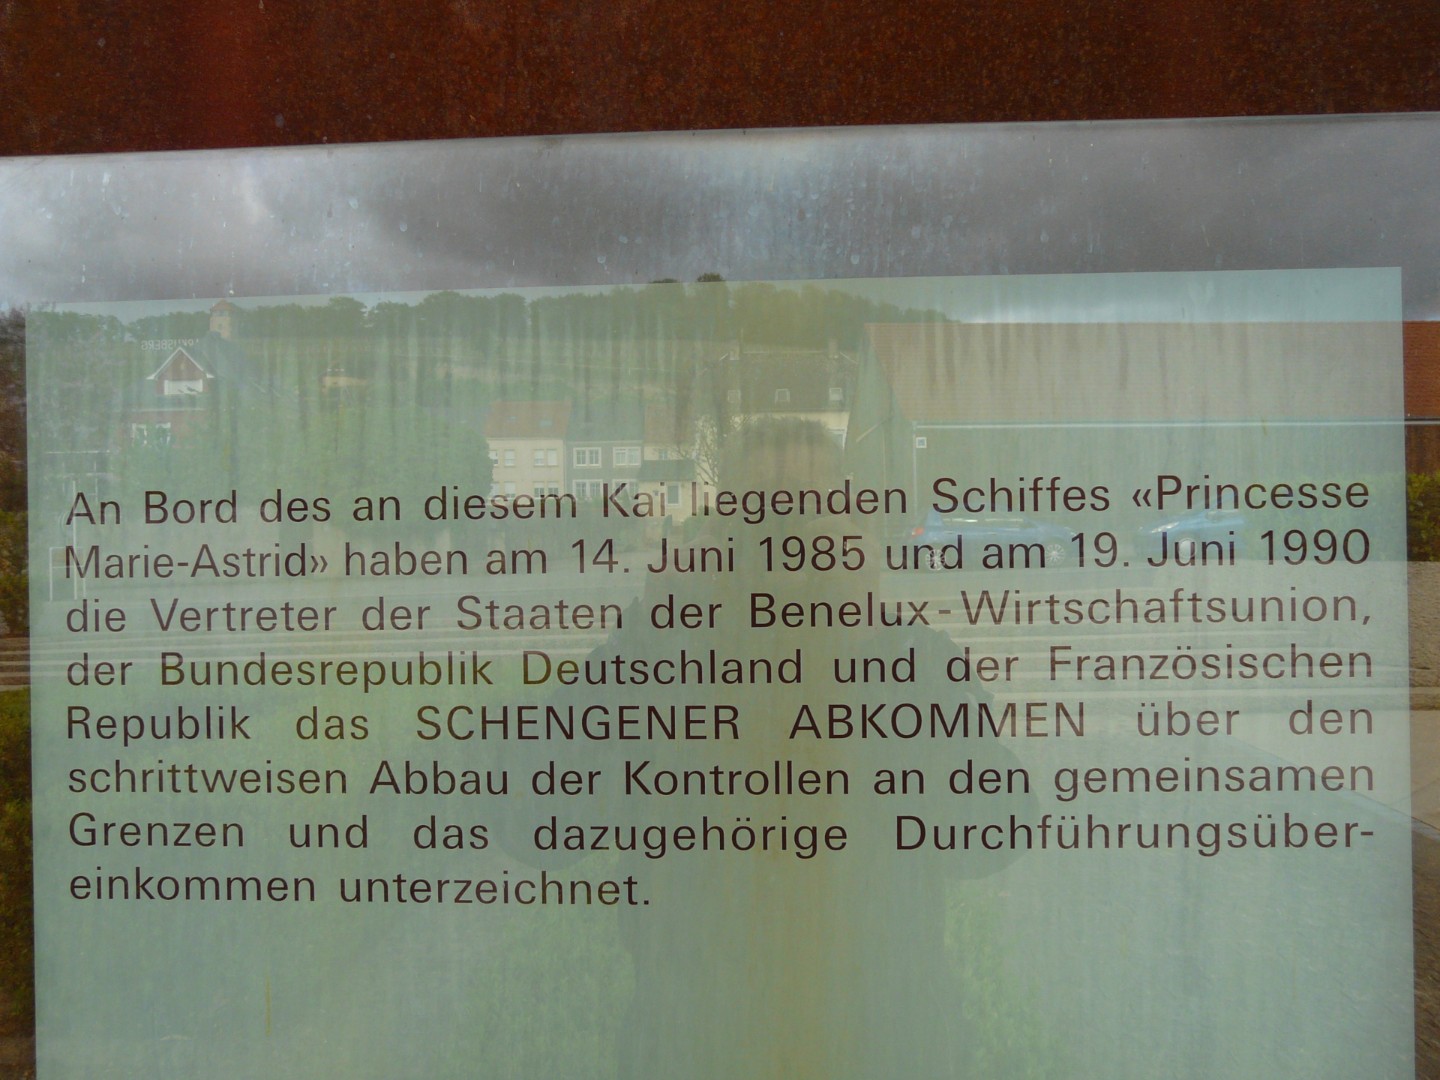 An Bord des an diesem Kai liegenden Schiffes «Princesse
Marie-Astrid» haben am 14. Juni 1985 und am 19. Juni 1990
die Vertreter der Staaten der Benelux-Wirtschaftsunion,
der Bundesrepublik Deutschland und der Französischen
Republik das SCHENGENER ABKOMMEN über den
schrittweisen Abbau der Kontrollen an den gemeinsamen
Grenzen und das dazugehörige Durchführungsüber-
einkommen unterzeichnet.